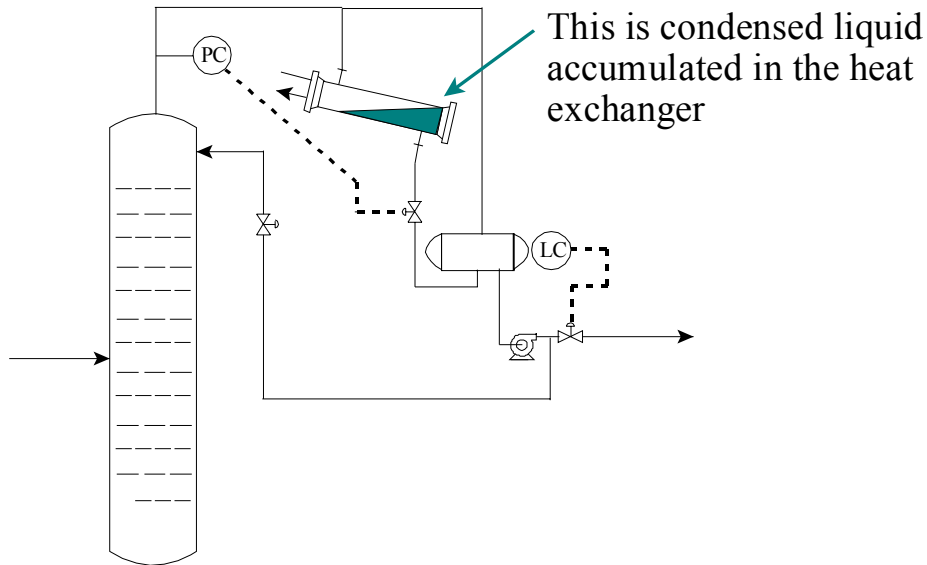 This is condensed liquid
accumulated in the heat
exchanger
PC
LC